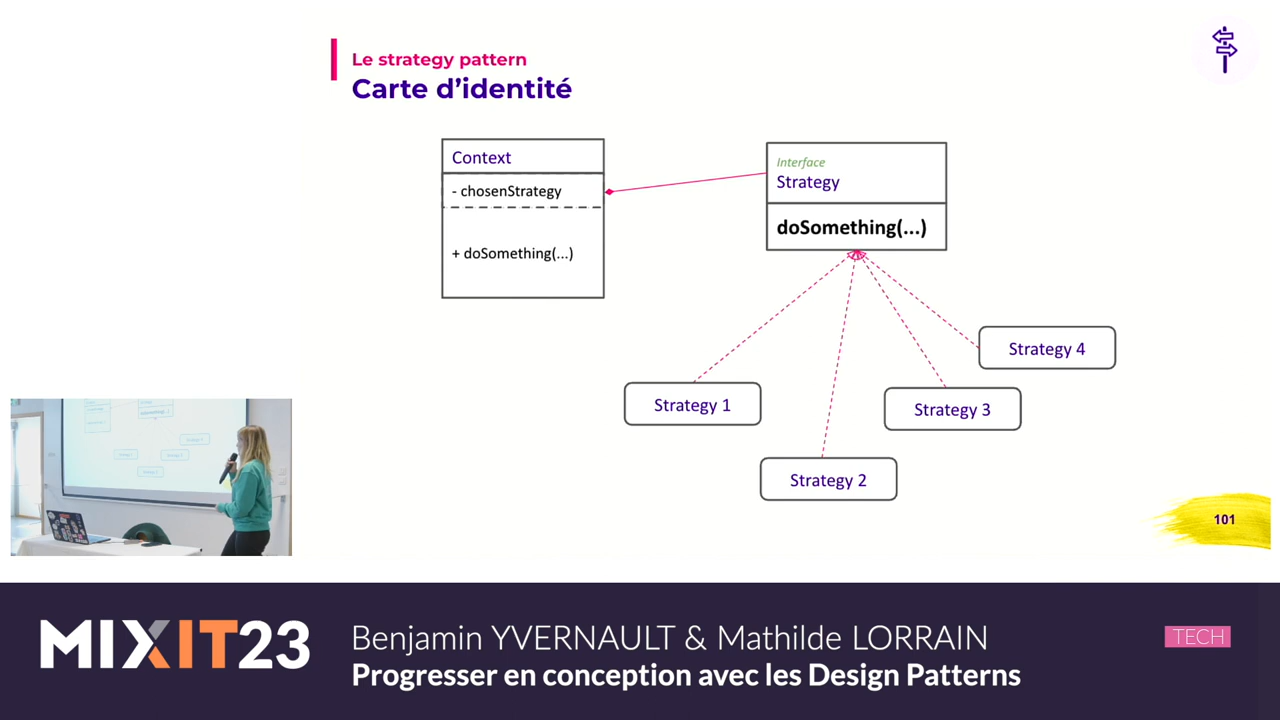 Le strategy pattern
Carte d'identité
Context
- chosenStrategy
+ doSomething(...)
Interface
Strategy
doSomething(...)
Strategy 4
Strategy 1
Strategy 3
Strategy 2
101
MIXIT23
Benjamin YVERNAULT & Mathilde LORRAIN
TECH
Progresser en conception avec les Design Patterns